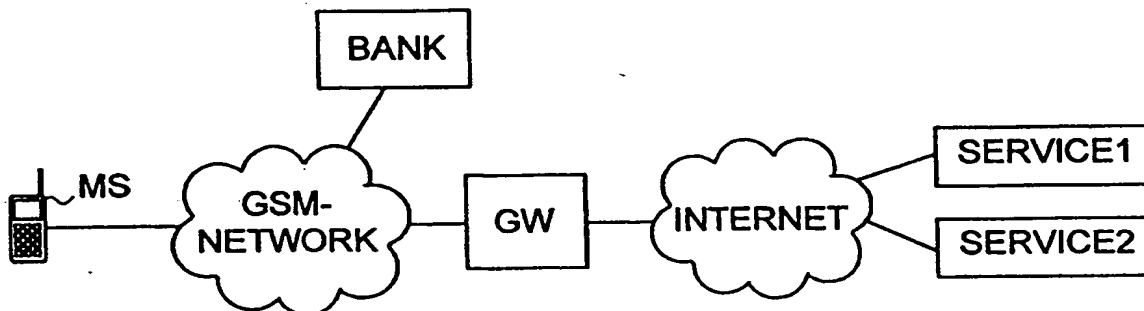 BANK
MS
GSM-
NETWORK
GW
INTERNET
SERVICE1
SERVICE2